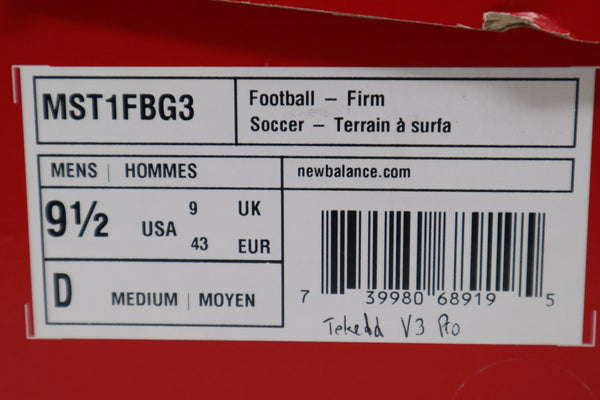 MST1FBG3
Football – Firm
Soccer – Terrain à surfa
MENS | HOMMES
newbalance.com
9½ USA 9 UK
43 EUR
D MEDIUM | MOYEN
7 39980 68919 5
Tekedd V3 Pro